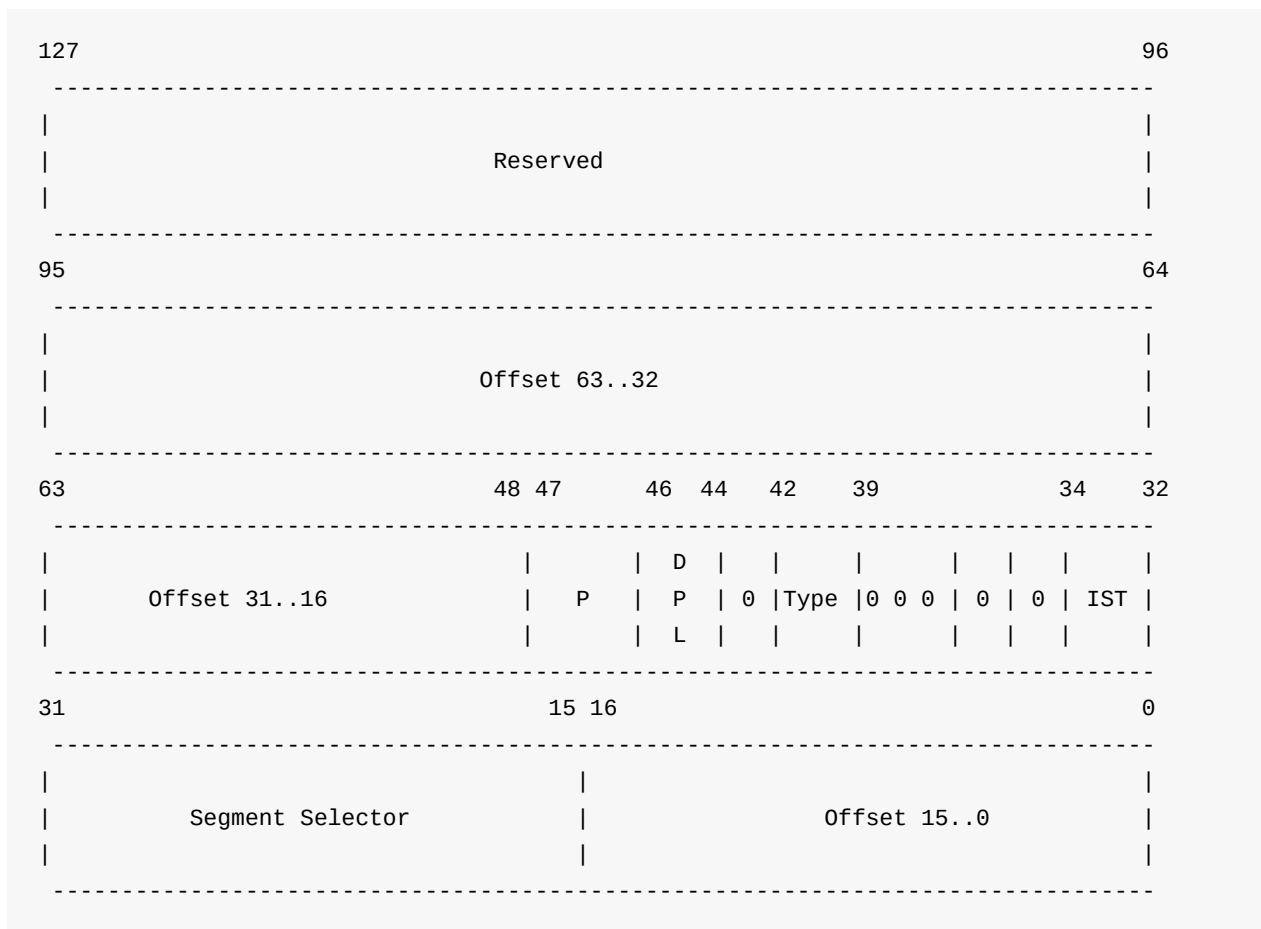 127                                                                             96
 --------------------------------------------------------------------------------
|                                                                               |
|                                Reserved                                       |
|                                                                               |
 --------------------------------------------------------------------------------
95                                                                              64
 --------------------------------------------------------------------------------
|                                                                               |
|                               Offset 63..32                                   |
|                                                                               |
 --------------------------------------------------------------------------------
63                               48 47      46  44   42    39             34    32
 --------------------------------------------------------------------------------
|                                  |       |  D  |   |     |      |   |   |     |
|       Offset 31..16              |   P   |  P  | 0 |Type |0 0 0 | 0 | 0 | IST |
|                                  |       |  L  |   |     |      |   |   |     |
 --------------------------------------------------------------------------------
31                                   15 16                                      0
 --------------------------------------------------------------------------------
|                                      |                                        |
|          Segment Selector            |                 Offset 15..0           |
|                                      |                                        |
 --------------------------------------------------------------------------------